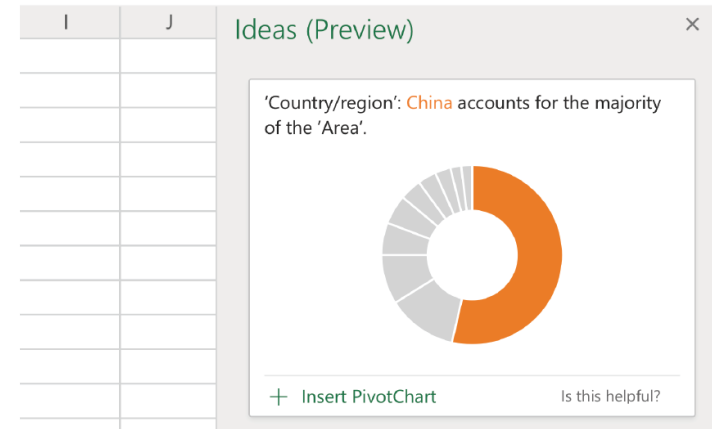 I J
Ideas (Preview) ×
'Country/region': China accounts for the majority
of the 'Area'.
+ Insert PivotChart Is this helpful?